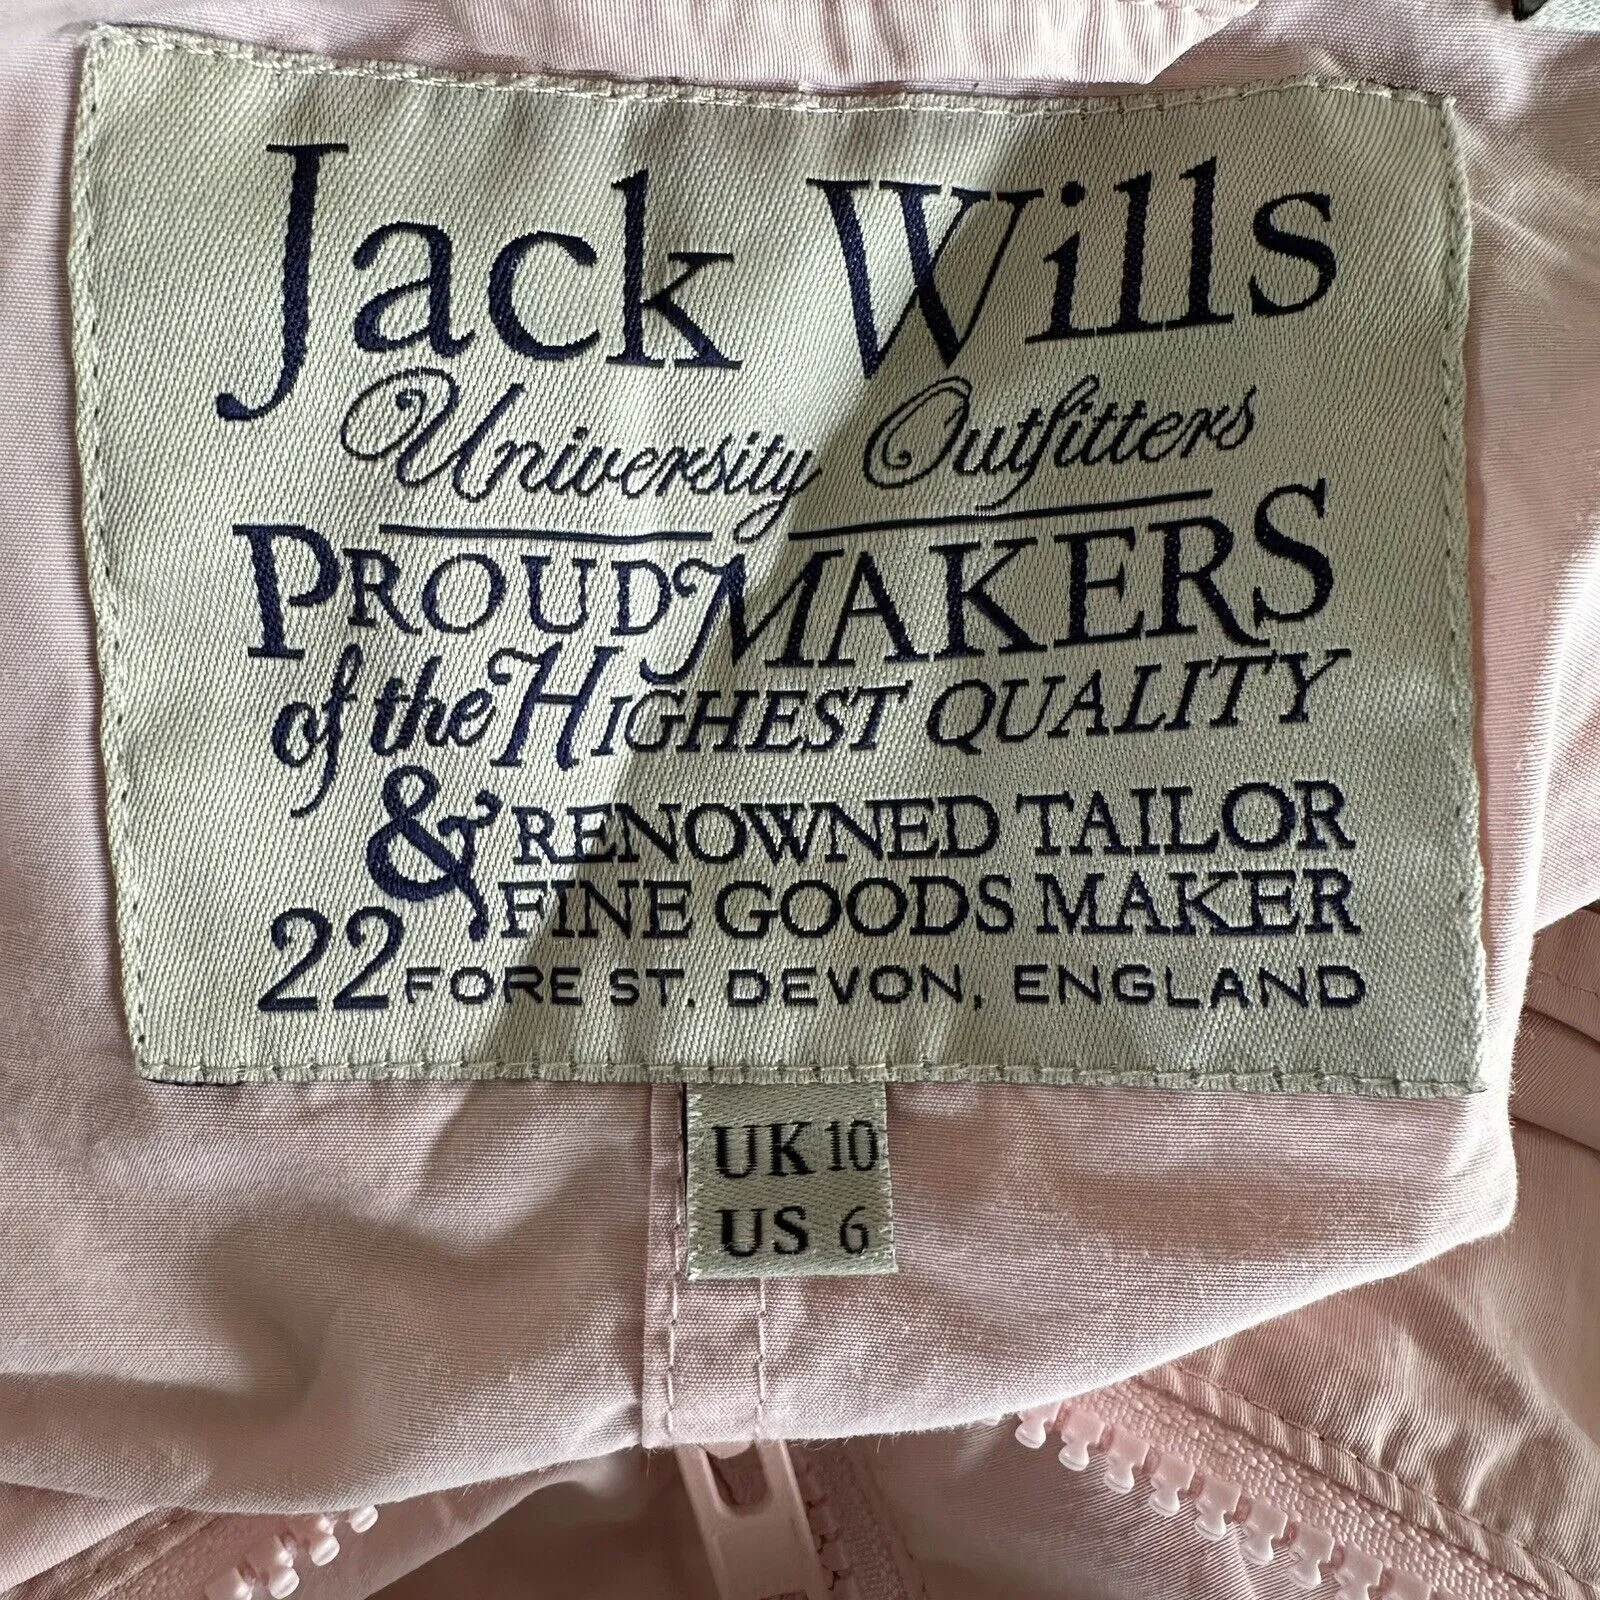 Jack Wills
University Outfitters
PROUD MAKERS
of the HIGHEST QUALITY
& RENOWNED TAILOR
FINE GOODS MAKER
22 FORE ST. DEVON, ENGLAND
UK 10
US 6